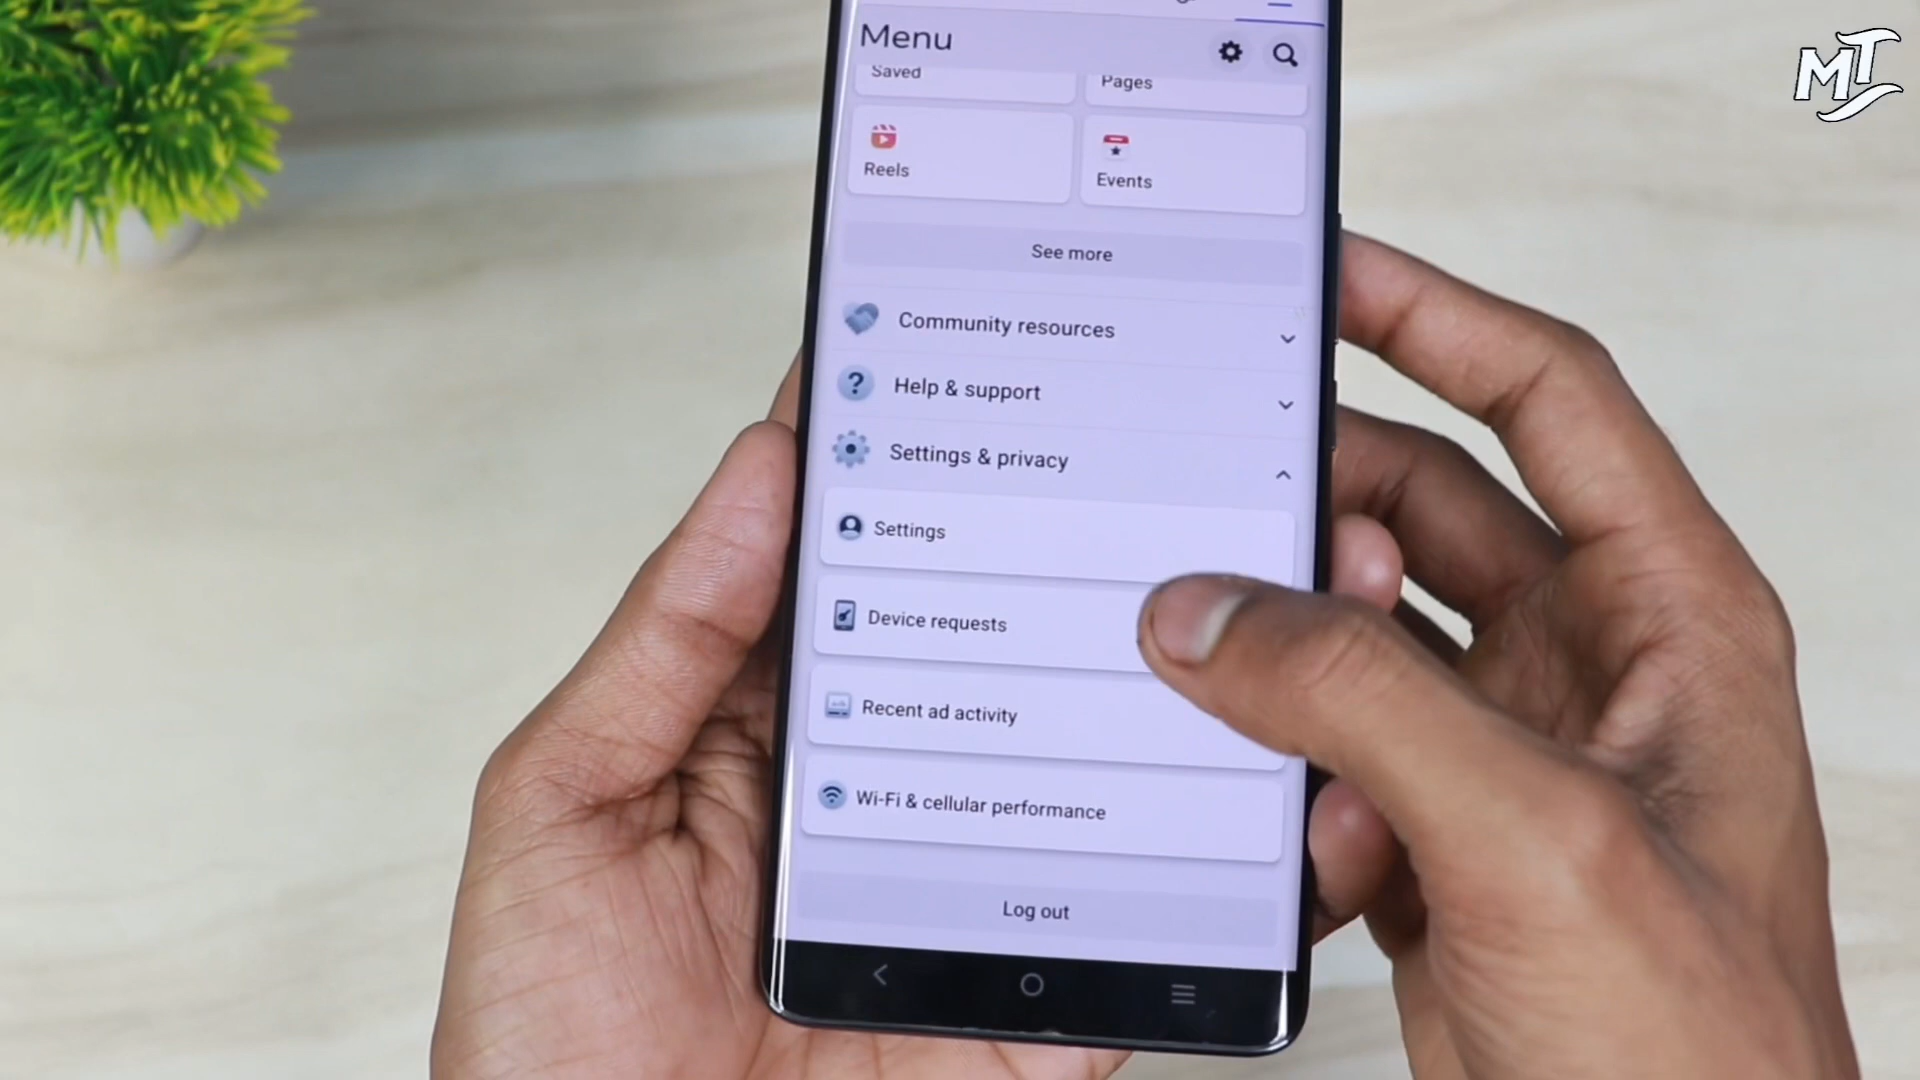 MT
Menu
Saved
Pages
Reels
Events
See more
Community resources
Help & support
Settings & privacy
Settings
Device requests
Recent ad activity
Wi-Fi & cellular performance
Log out